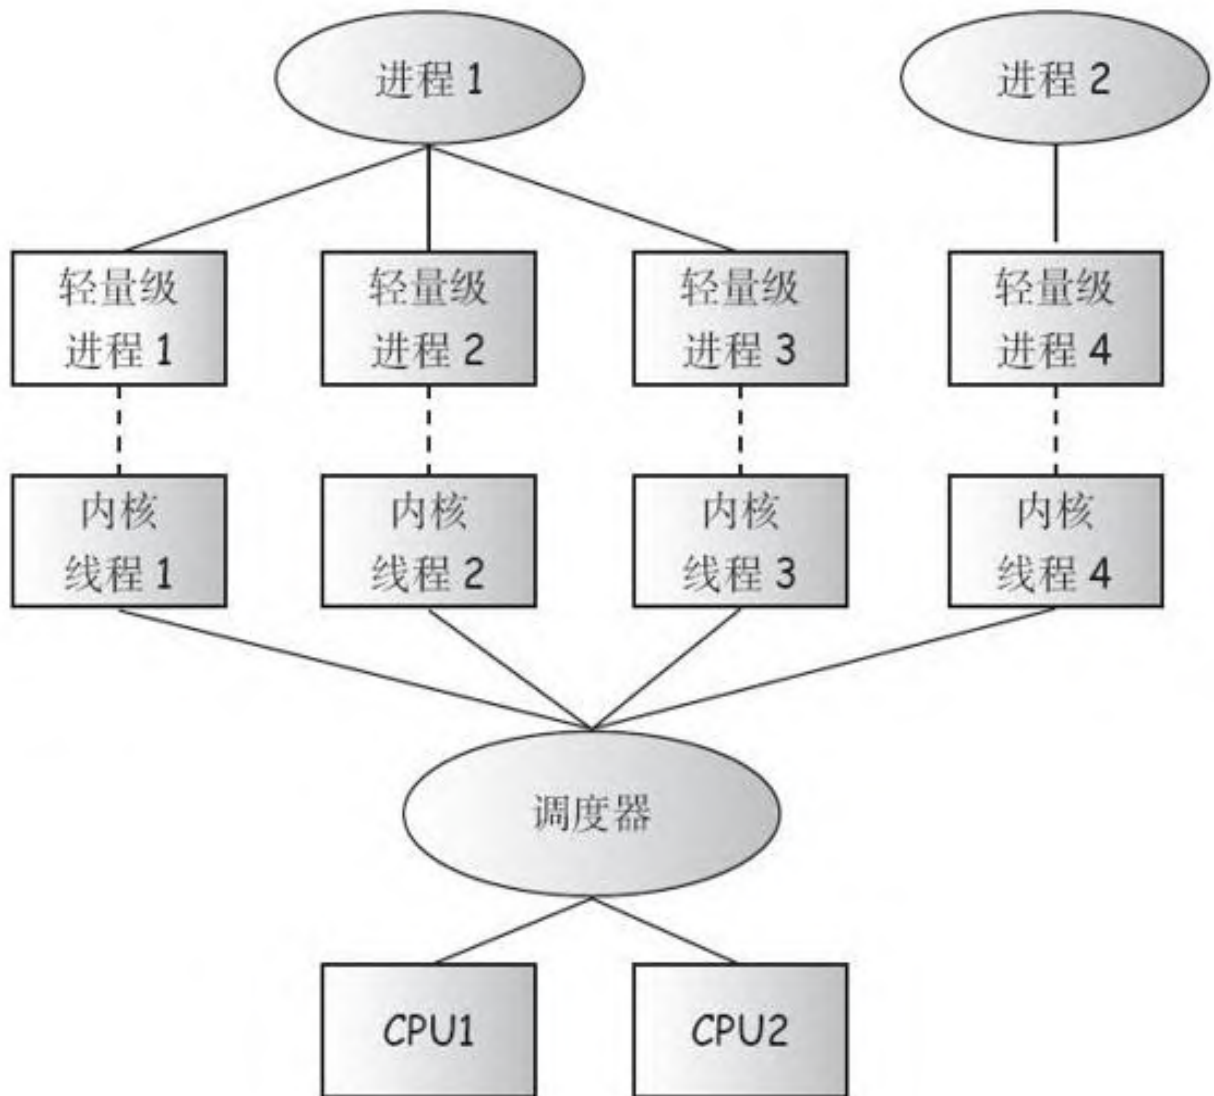 进程 1
进程 2
轻量级
进程 1
轻量级
进程 2
轻量级
进程 3
轻量级
进程 4
内核
线程 1
内核
线程 2
内核
线程 3
内核
线程 4
调度器
CPU1
CPU2